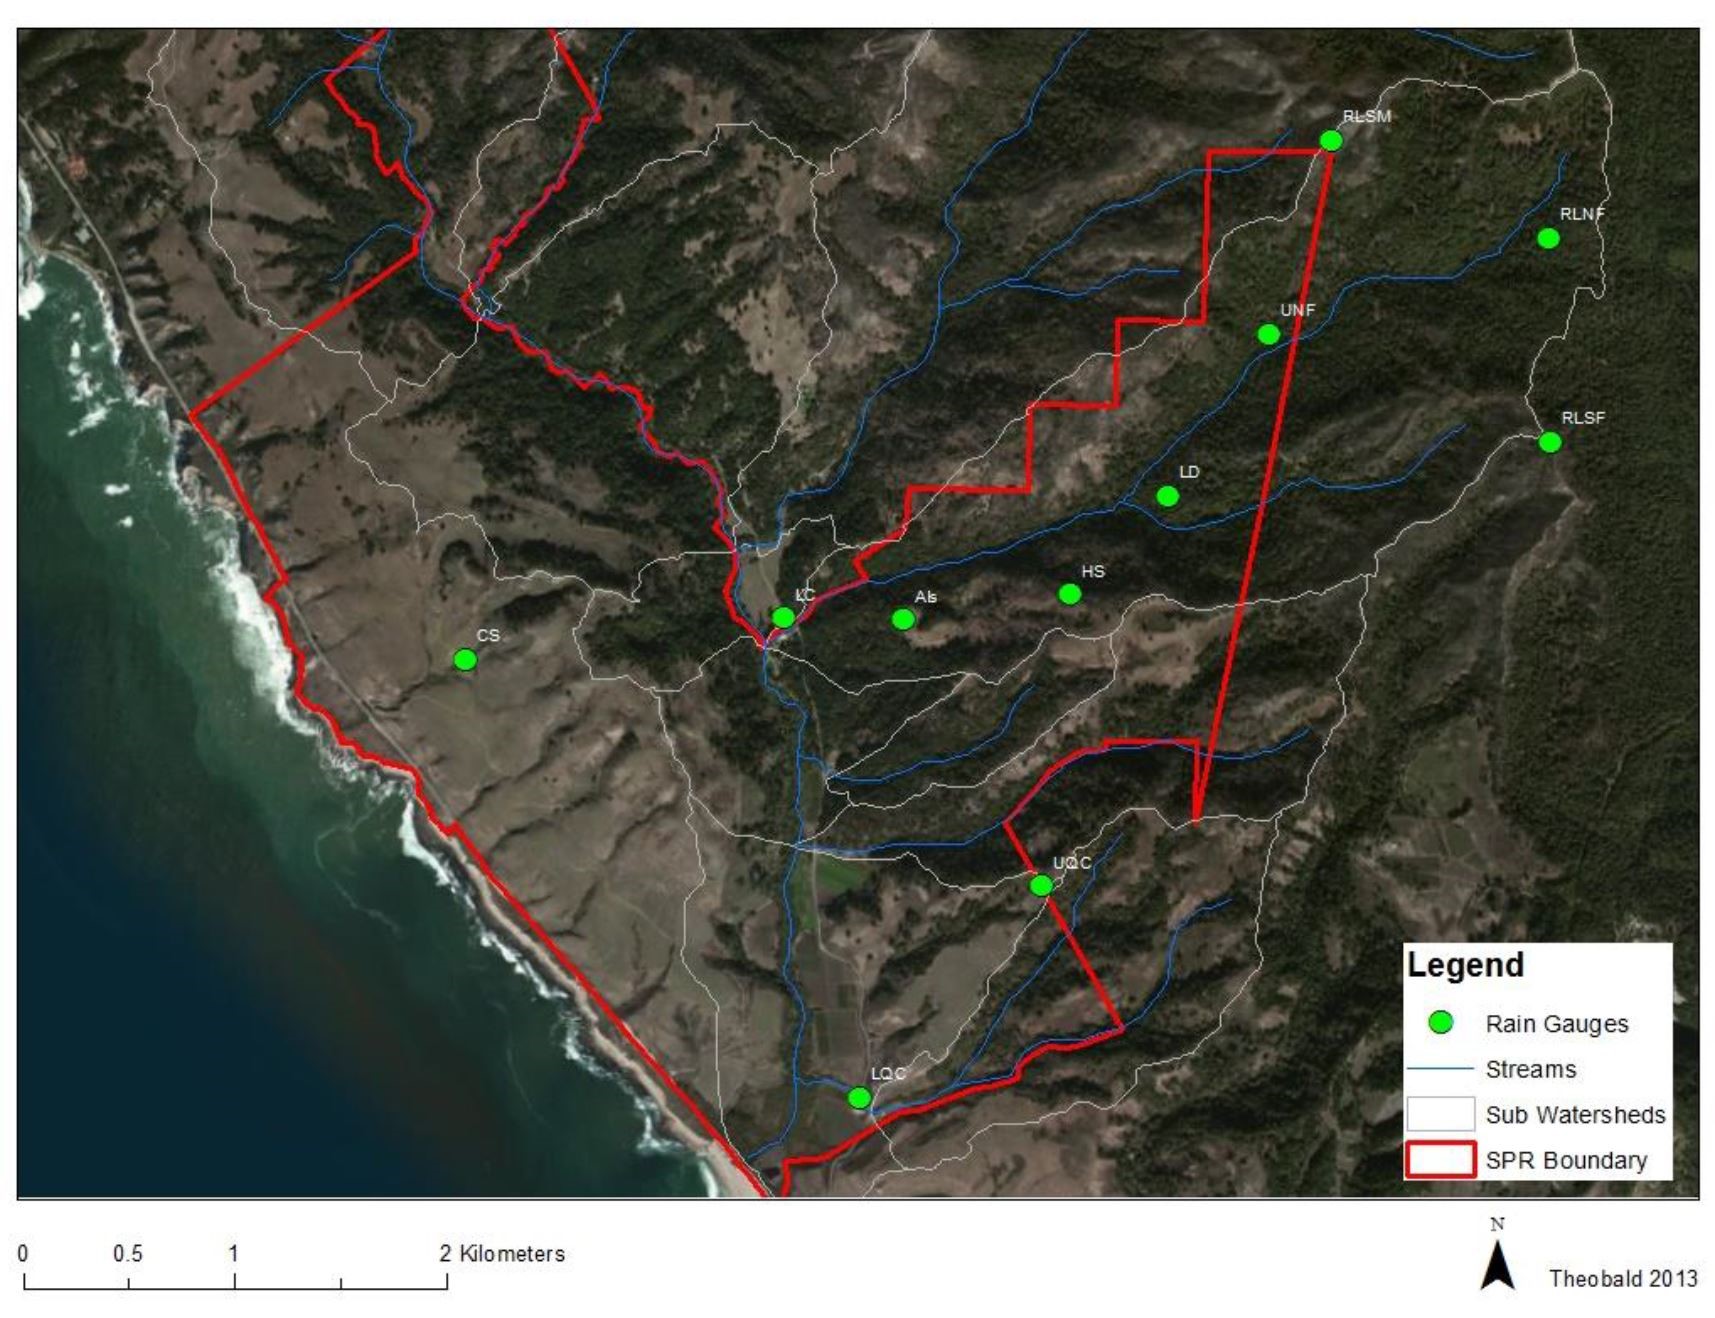 RLSM
RLNF
UNF
RLSF
LD
HS
LC
Als
CS
UQC
LQC
Legend
Rain Gauges
Streams
Sub Watersheds
SPR Boundary
0 0.5 1 2 Kilometers
N
Theobald 2013